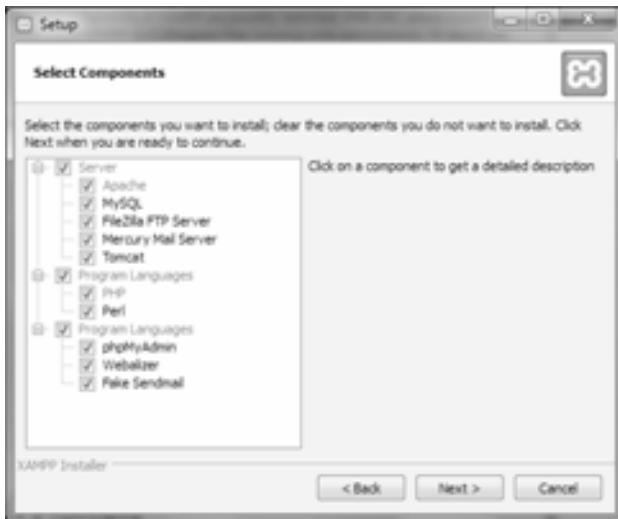 Setup
Select Components
Select the components you want to install; clear the components you do not want to install. Click
Next when you are ready to continue.
Server
Apache
MySQL
FileZilla FTP Server
Mercury Mail Server
Tomcat
Program Languages
PHP
Perl
Program Languages
phpMyAdmin
Webalizer
Fake Sendmail
Click on a component to get a detailed description
XAMPP Installer
< Back
Next >
Cancel